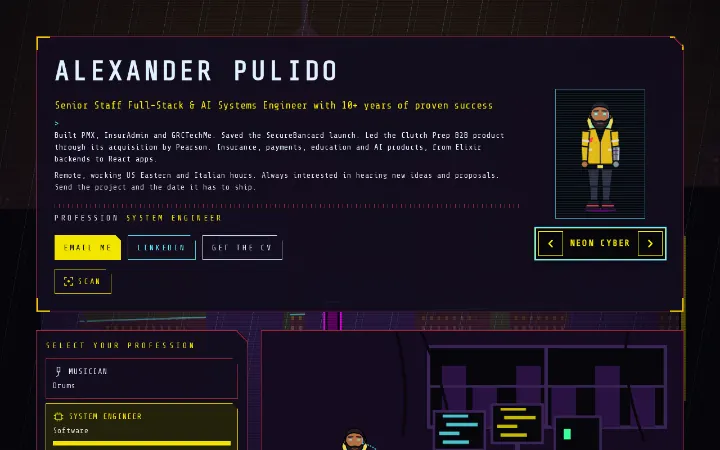 ALEXANDER PULIDO
Senior Staff Full-Stack & AI Systems Engineer with 10+ years of proven success
>
Built PMX, InsurAdmin and GRCTechMe. Saved the SecureBancard launch. Led the Clutch Prep B2B product
through its acquisition by Pearson. Insurance, payments, education and AI products, from Elixir
backends to React apps.
Remote, working US Eastern and Italian hours. Always interested in hearing new ideas and proposals.
Send the project and the date it has to ship.
PROFESSION SYSTEM ENGINEER
EMAIL ME
LINKEDIN
GET THE CV
NEON CYBER
SCAN
SELECT YOUR PROFESSION
MUSICIAN
Drums
SYSTEM ENGINEER
Software